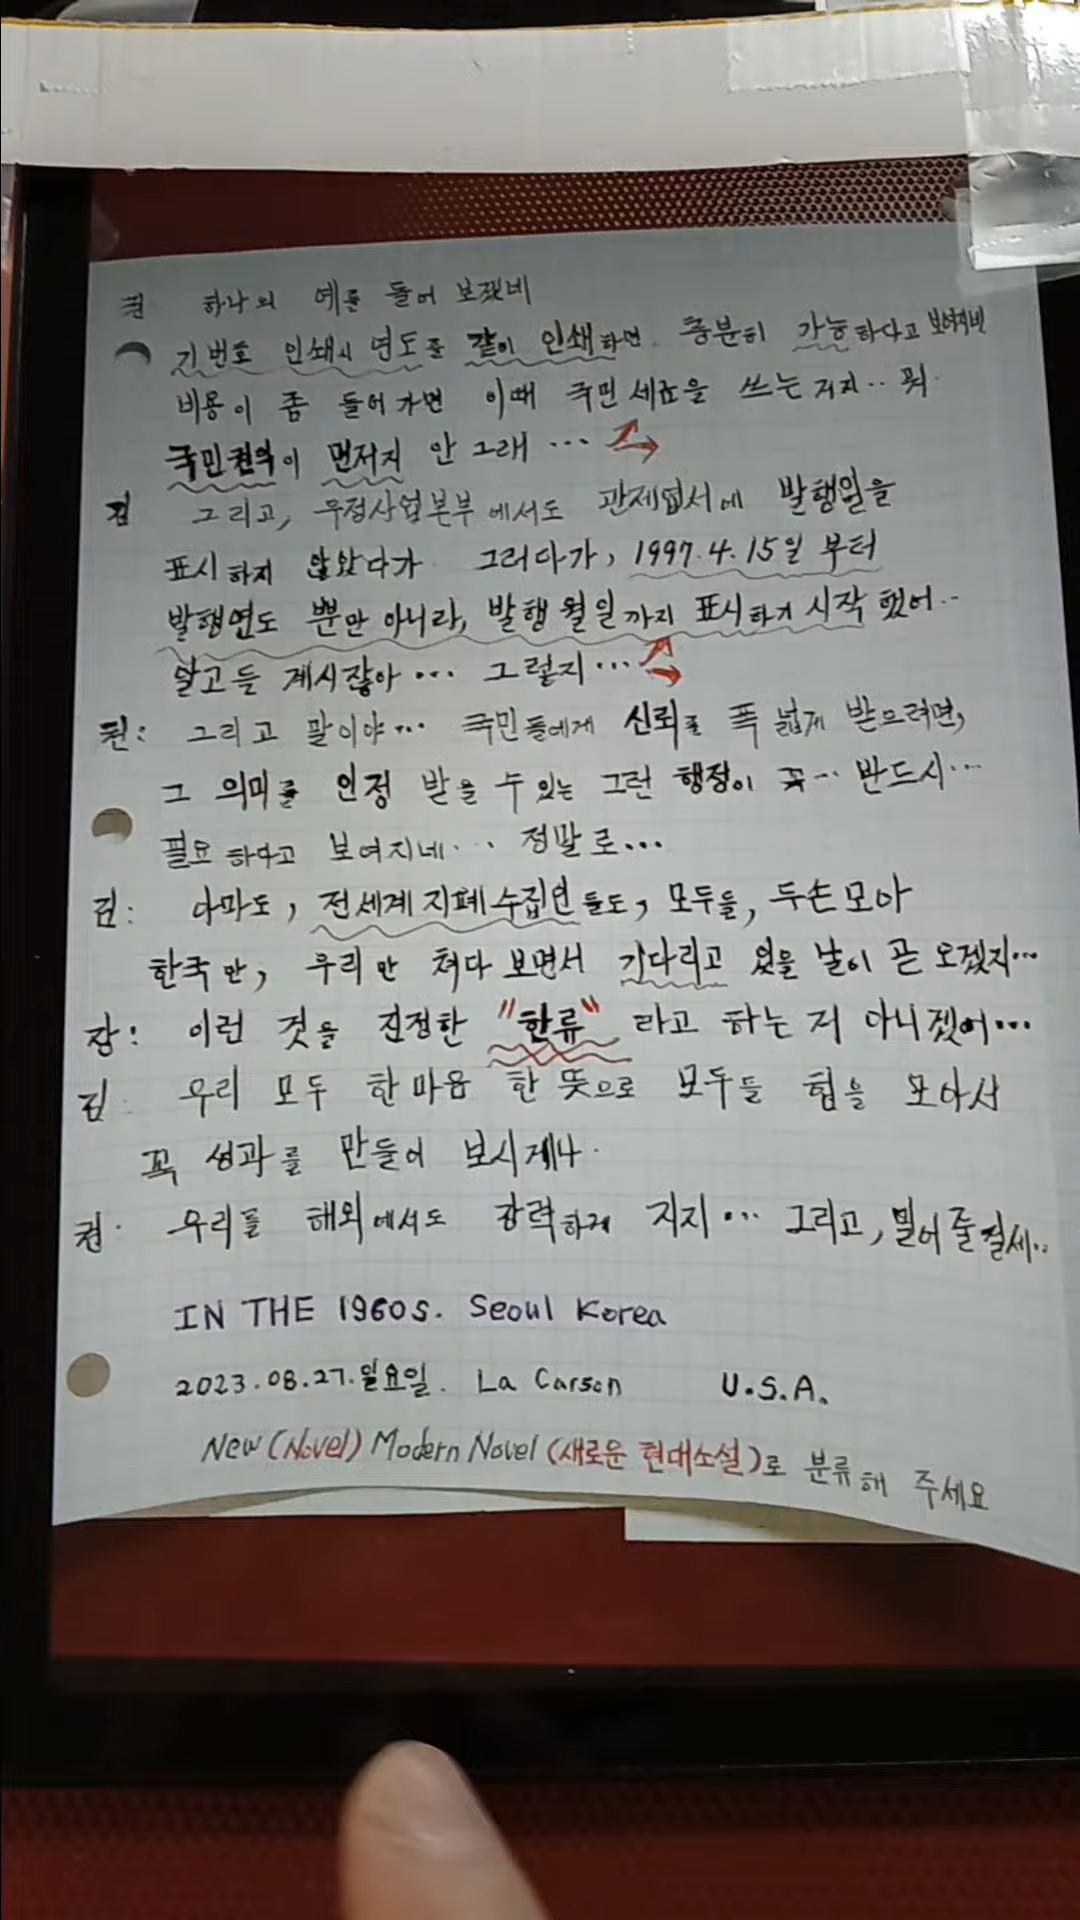 권 하나의 예를 들어 보겠네
기번호 인쇄시 연도를 같이 인쇄하면 충분히 가능하다고 보여지네
비용이 좀 들어가면 이때 국민세금을 쓰는거지.. 뭐
국민권익이 먼저지 안 그래 ...
김 그리고, 우정사업본부에서도 관제엽서에 발행일을
표시하지 않았다가 그러다가, 1997.4.15일 부터
발행연도 뿐만 아니라, 발행 월일까지 표시하기 시작했어..
알고들 계시잖아 ... 그렇지 ...
권: 그리고 말이야 ... 국민들에게 신뢰를 폭 넓게 받으려면,
그 의미를 인정 받을 수 있는 그런 행정이 꼭... 반드시...
필요하다고 보여지네... 정말로...
김: 아마도, 전세계 지폐수집인들도, 모두들, 두손모아
한국만, 우리만 쳐다 보면서 기다리고 있을 날이 곧 오겠지...
장: 이런 것을 진정한 "한류" 라고 하는 거 아니겠어...
김. 우리 모두 한마음 한 뜻으로 모두들 힘을 모아서
꼭 성과를 만들어 보시게나.
권. 우리를 해외에서도 강력하게 지지 ... 그리고, 밀어 줄걸세..
IN THE 1960s. Seoul Korea
2023.08.27.일요일. La Carson U.S.A.
New (Novel) Modern Novel (새로운 현대소설)로 분류해 주세요